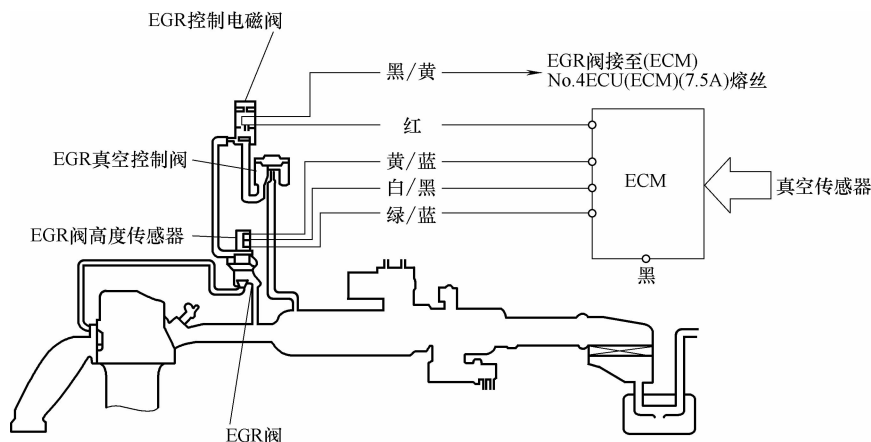 EGR控制电磁阀
黑/黄
EGR阀接至(ECM)
No.4ECU(ECM)(7.5A)熔丝
红
EGR真空控制阀
黄/蓝
白/黑
ECM
真空传感器
绿/蓝
EGR阀高度传感器
黑
EGR阀